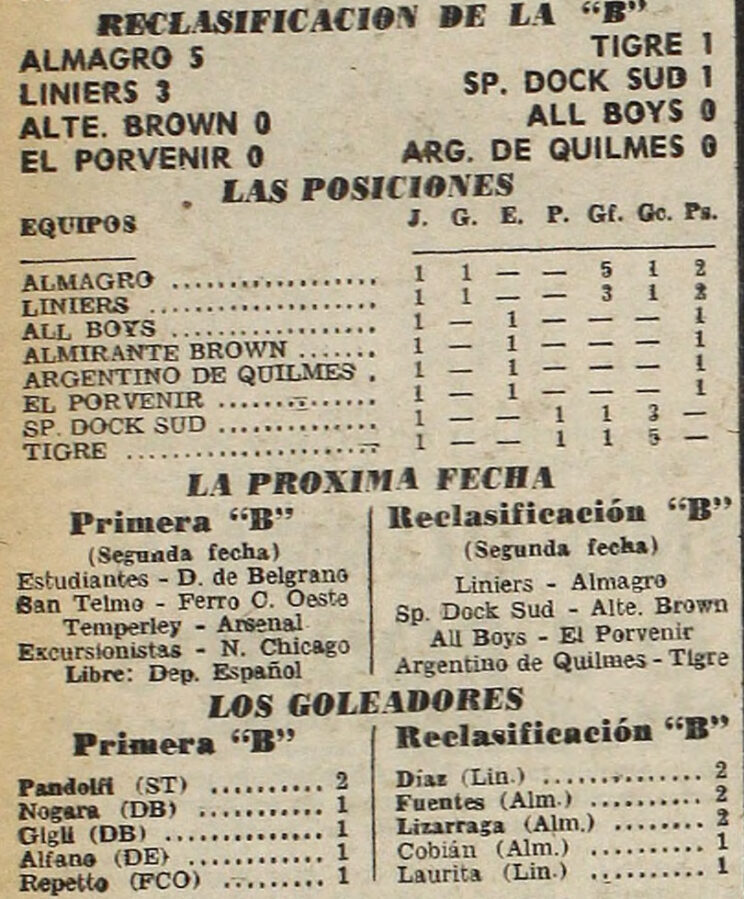 RECLASIFICACION DE LA “B”
ALMAGRO 5 TIGRE 1
LINIERS 3 SP. DOCK SUD 1
ALTE. BROWN 0 ALL BOYS 0
EL PORVENIR 0 ARG. DE QUILMES 0
LAS POSICIONES
EQUIPOS J. G. E. P. Gf. Gc. Ps.
ALMAGRO .................. 1 1 — — 5 1 2
LINIERS .................... 1 1 — — 3 1 2
ALL BOYS .................. 1 — 1 — — — 1
ALMIRANTE BROWN ....... 1 — 1 — — — 1
ARGENTINO DE QUILMES . 1 — 1 — — — 1
EL PORVENIR .............. 1 — 1 — — — 1
SP. DOCK SUD .............. 1 — — 1 1 3 —
TIGRE ...................... 1 — — 1 1 5 —
LA PROXIMA FECHA
Primera “B”
(Segunda fecha)
Estudiantes - D. de Belgrano
San Telmo - Ferro C. Oeste
Temperley - Arsenal
Excursionistas - N. Chicago
Libre: Dep. Español
Reclasificación “B”
(Segunda fecha)
Liniers - Almagro
Sp. Dock Sud - Alte. Brown
All Boys - El Porvenir
Argentino de Quilmes - Tigre
LOS GOLEADORES
Primera “B”
Pandolfi (ST) .......... 2
Nogara (DB) ........... 1
Gigli (DB) .............. 1
Alfano (DE) ............ 1
Repetto (FCO) ......... 1
Reclasificación “B”
Díaz (Lin.) .............. 2
Fuentes (Alm.) .......... 2
Lizarraga (Alm.) ........ 2
Cobián (Alm.) .......... 1
Laurita (Lin.) .......... 1